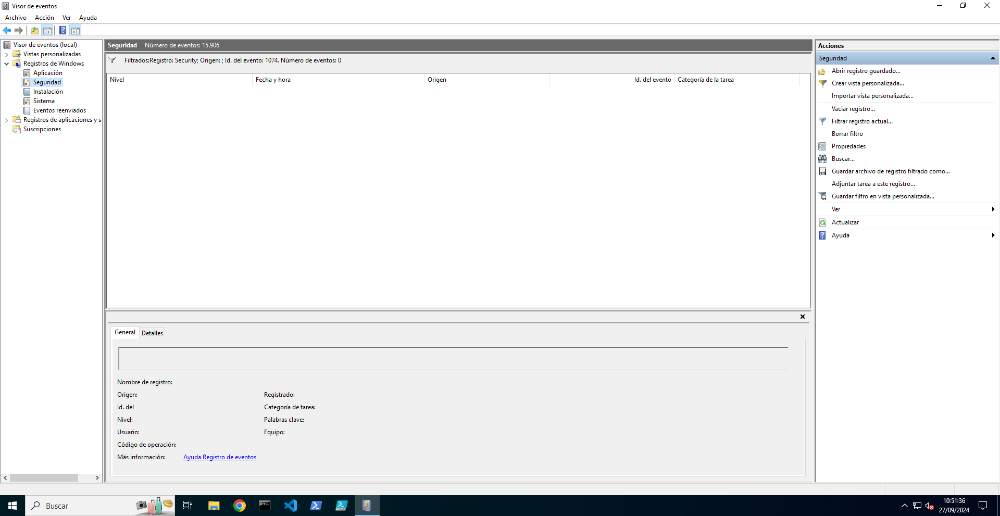 Visor de eventos
Archivo Acción Ver Ayuda
Visor de eventos (local)
Vistas personalizadas
Registros de Windows
Aplicación
Seguridad
Instalación
Sistema
Eventos reenviados
Registros de aplicaciones y s
Suscripciones
Seguridad Número de eventos: 15.906
Filtrados:Registro: Security; Origen: ; Id. del evento: 1074. Número de eventos: 0
Nivel Fecha y hora Origen Id. del evento Categoría de la tarea
General Detalles
Nombre de registro:
Origen: Registrado:
Id. del Categoría de tarea:
Nivel: Palabras clave:
Usuario: Equipo:
Código de operación:
Más información: Ayuda Registro de eventos
Acciones
Seguridad
Abrir registro guardado...
Crear vista personalizada...
Importar vista personalizada...
Vaciar registro...
Filtrar registro actual...
Borrar filtro
Propiedades
Buscar...
Guardar archivo de registro filtrado como...
Adjuntar tarea a este registro...
Guardar filtro en vista personalizada...
Ver
Actualizar
Ayuda
Buscar
10:51:36
27/09/2024